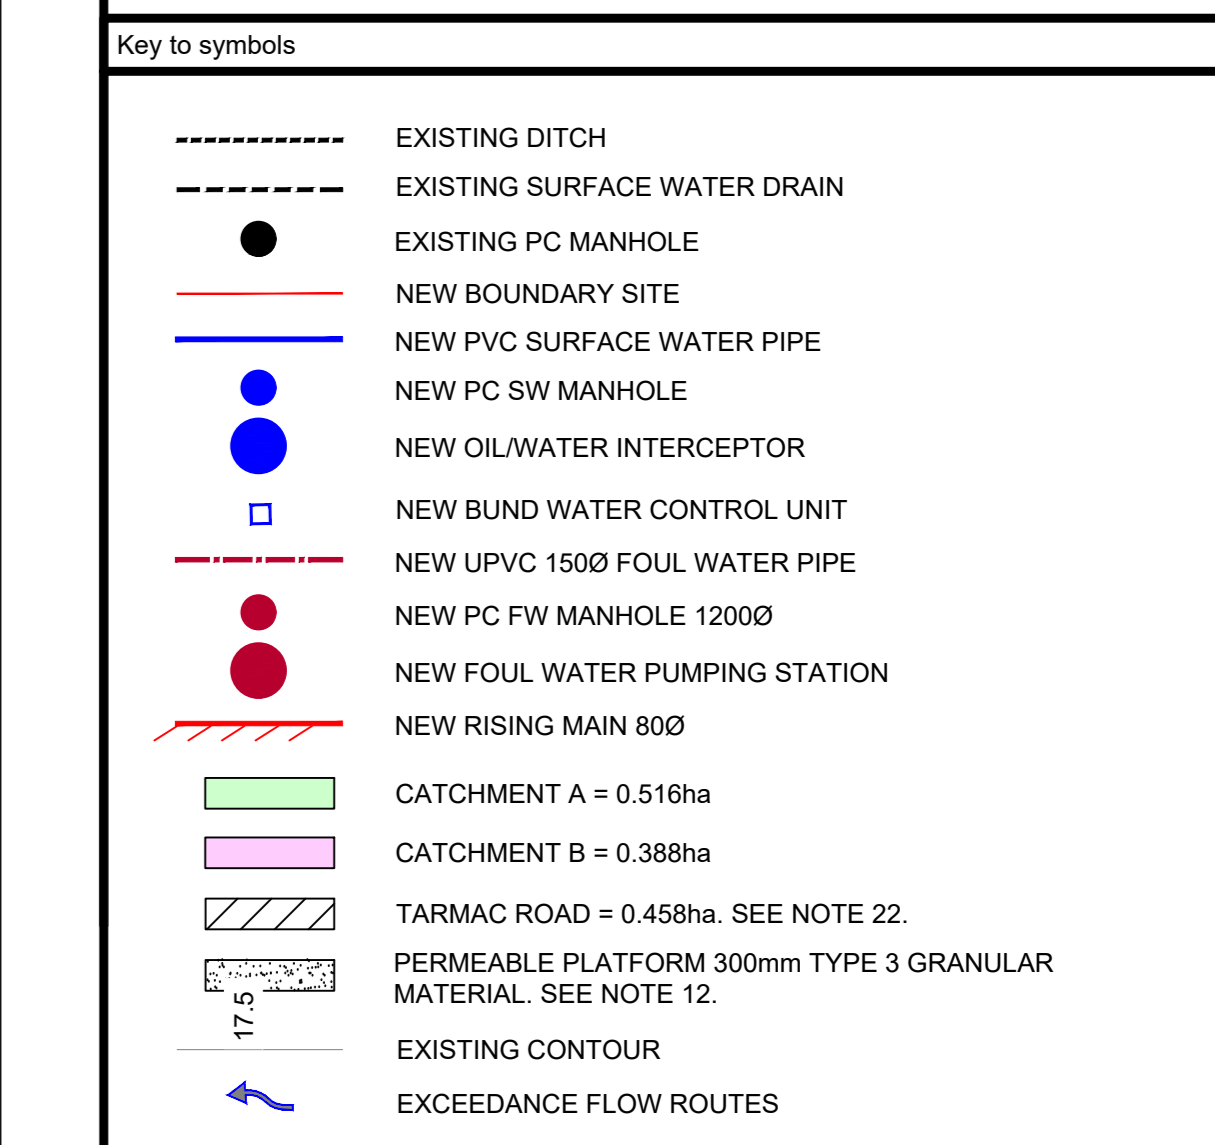 Key to symbols
EXISTING DITCH
EXISTING SURFACE WATER DRAIN
EXISTING PC MANHOLE
NEW BOUNDARY SITE
NEW PVC SURFACE WATER PIPE
NEW PC SW MANHOLE
NEW OIL/WATER INTERCEPTOR
NEW BUND WATER CONTROL UNIT
NEW UPVC 150Ø FOUL WATER PIPE
NEW PC FW MANHOLE 1200Ø
NEW FOUL WATER PUMPING STATION
NEW RISING MAIN 80Ø
CATCHMENT A = 0.516ha
CATCHMENT B = 0.388ha
TARMAC ROAD = 0.458ha. SEE NOTE 22.
PERMEABLE PLATFORM 300mm TYPE 3 GRANULAR
MATERIAL. SEE NOTE 12.
17.5
EXISTING CONTOUR
EXCEEDANCE FLOW ROUTES